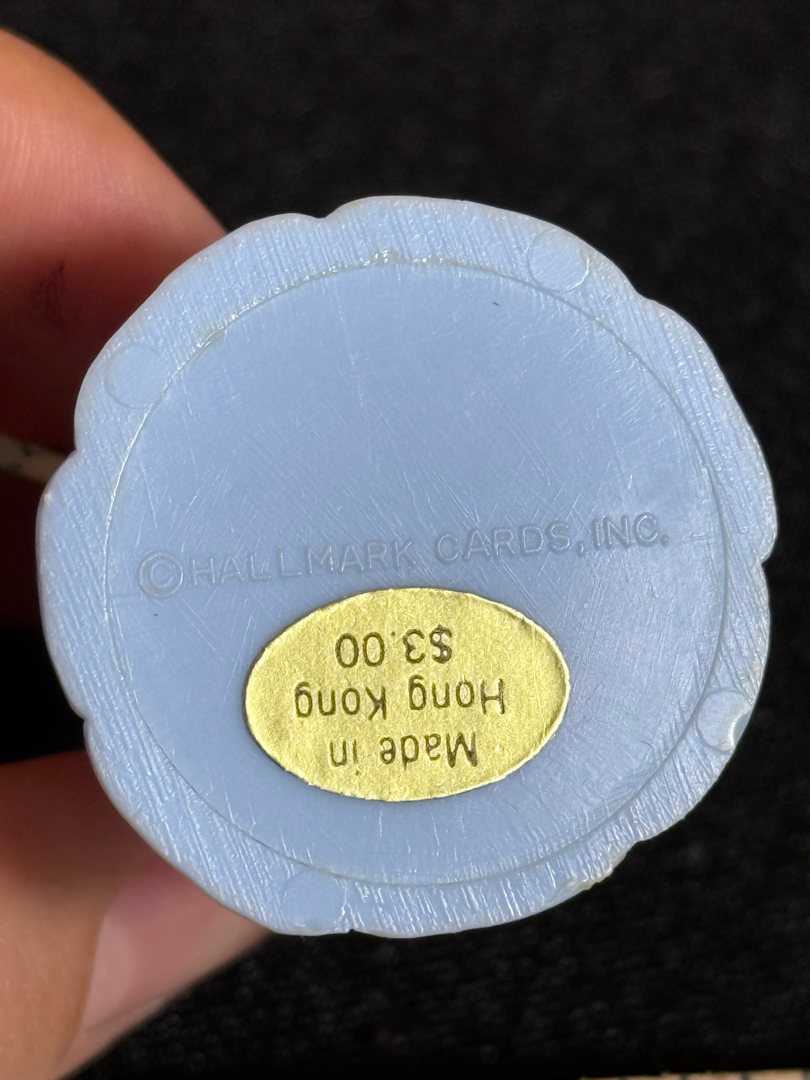 ©HALLMARK CARDS, INC.
Made in
Hong Kong
$3.00